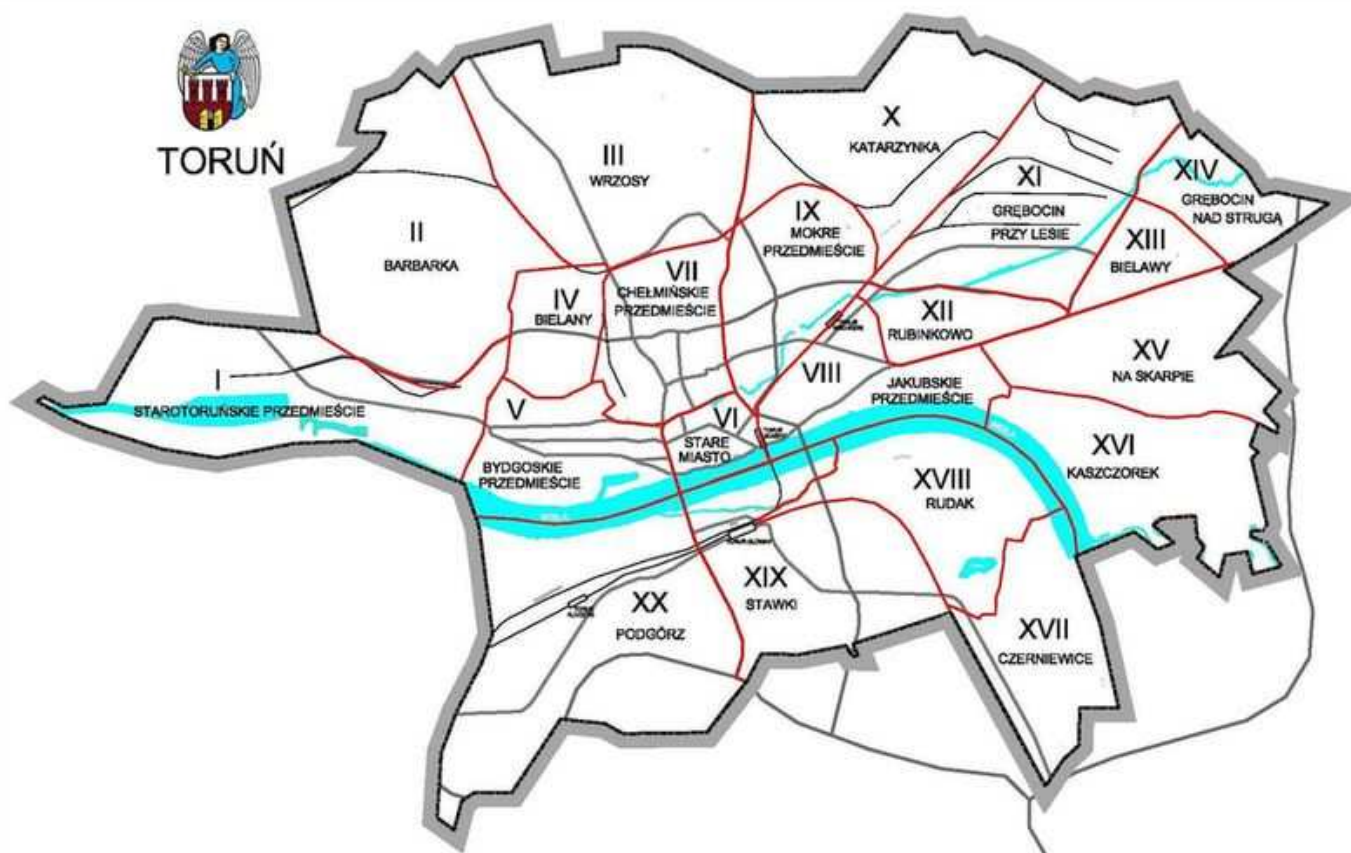 TORUŃ
X
KATARZYNKA
III
WRZOSY
XI
XIV
GRĘBOCIN
NAD STRUGĄ
IX
MOKRE
PRZEDMIEŚCIE
GRĘBOCIN
PRZY LESIE
II
BARBARKA
XIII
BIELAWY
VII
CHEŁMIŃSKIE
PRZEDMIEŚCIE
IV
BIELANY
XII
RUBINKOWO
XV
NA SKARPIE
I
STAROTORUŃSKIE PRZEDMIEŚCIE
VIII
JAKUBSKIE
PRZEDMIEŚCIE
V
BYDGOSKIE
PRZEDMIEŚCIE
VI
STARE
MIASTO
XVI
KASZCZOREK
XVIII
RUDAK
XIX
STAWKI
XX
PODGÓRZ
XVII
CZERNIEWICE